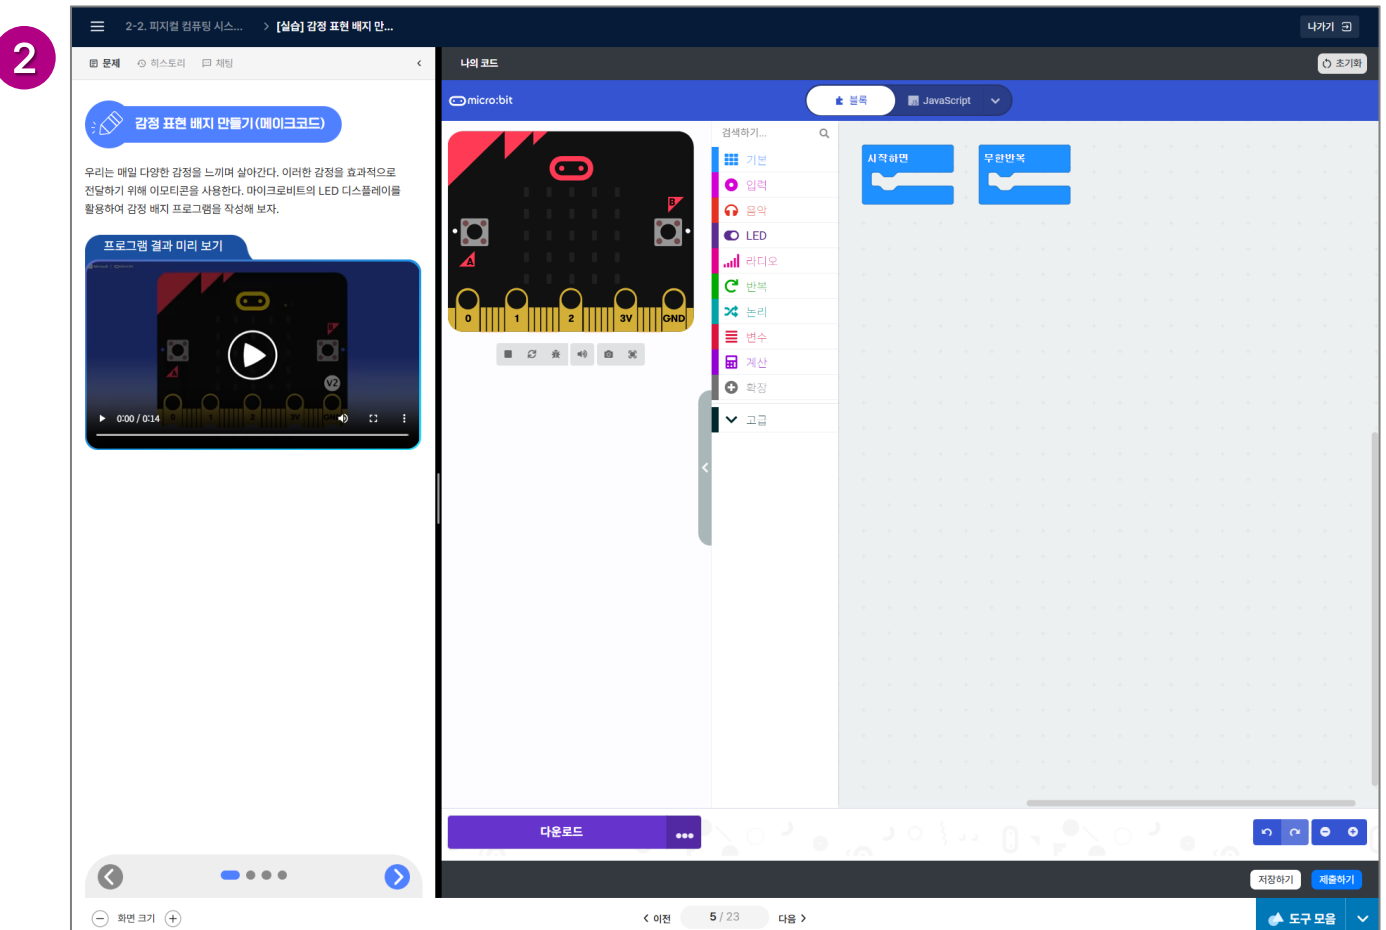 2
2-2. 피지컬 컴퓨팅 시스...
[실습] 감정 표현 배지 만...
나가기
문제
히스토리
채팅
나의 코드
초기화
micro:bit
블록
JavaScript
감정 표현 배지 만들기(메이크코드)
우리는 매일 다양한 감정을 느끼며 살아간다. 이러한 감정을 효과적으로
전달하기 위해 이모티콘을 사용한다. 마이크로비트의 LED 디스플레이를
활용하여 감정 배지 프로그램을 작성해 보자.
프로그램 결과 미리 보기
B
A
V2
0:00 / 0:14
0 1 2 3V GND
B
A
0 1 2 3V GND
검색하기...
기본
입력
음악
LED
라디오
반복
논리
변수
계산
확장
고급
시작하면
무한반복
다운로드
저장하기
제출하기
화면 크기
이전
5 / 23
다음
도구 모음